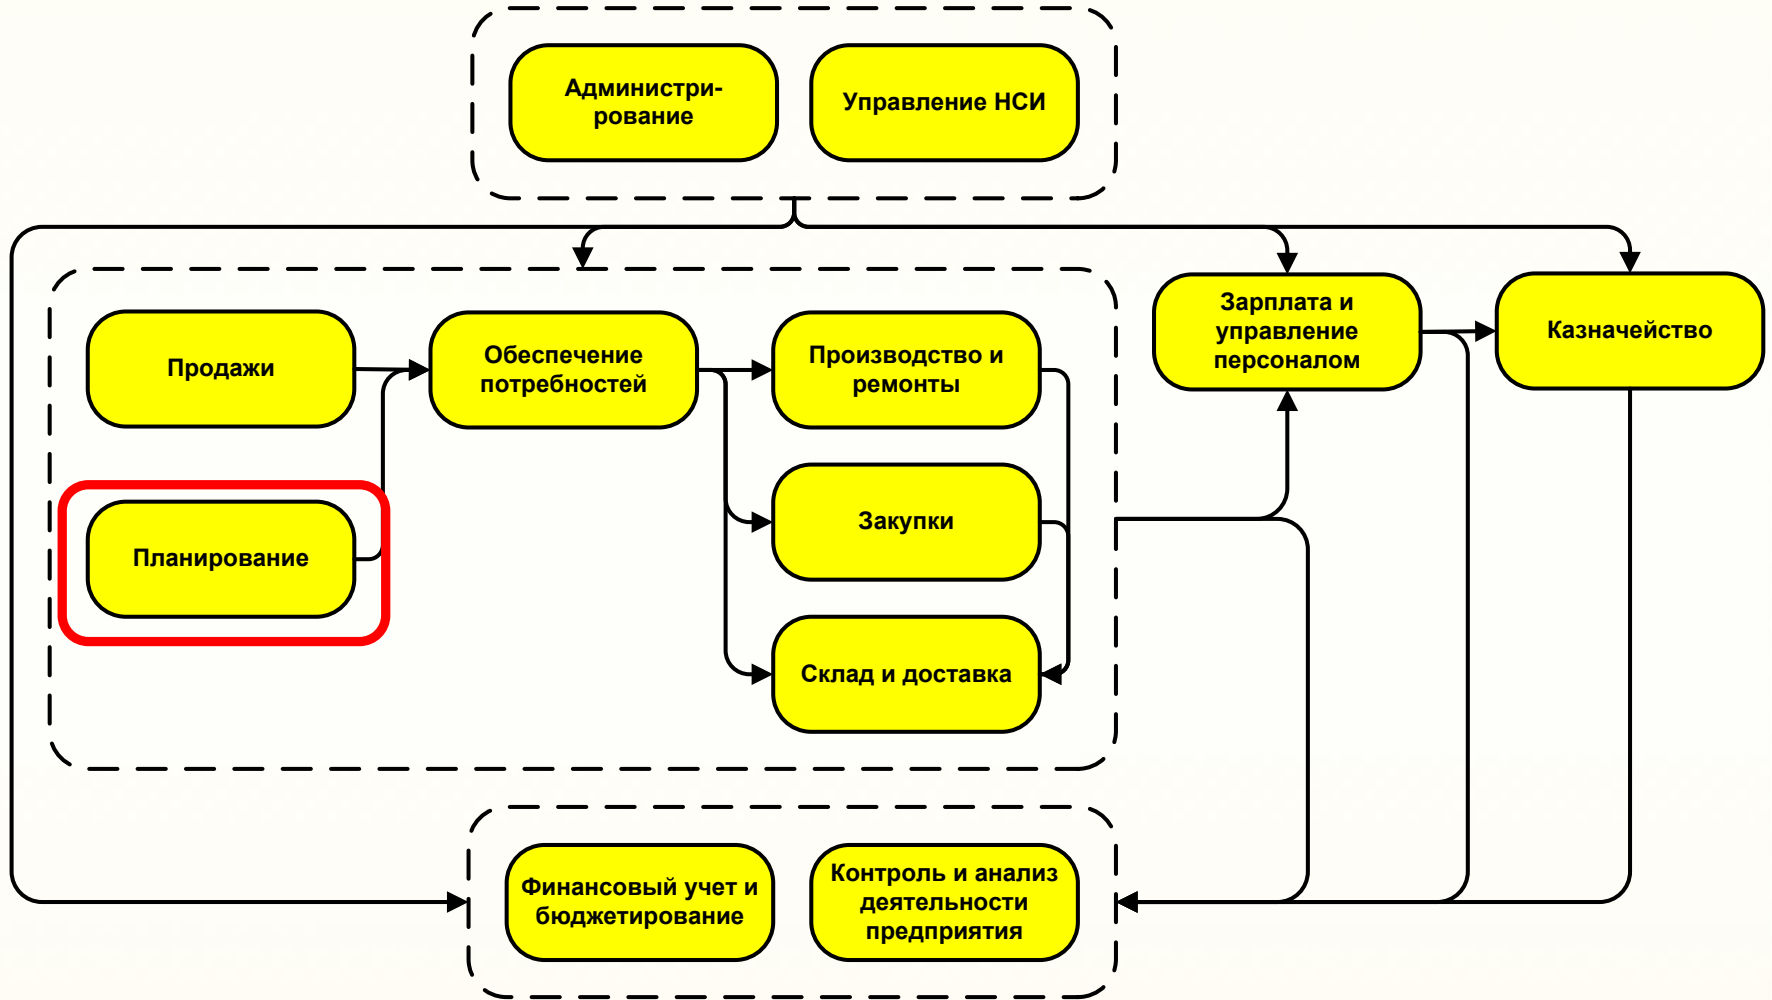 Администри-
рование
Управление НСИ
Продажи
Обеспечение
потребностей
Производство и
ремонты
Зарплата и
управление
персоналом
Казначейство
Планирование
Закупки
Склад и доставка
Финансовый учет и
бюджетирование
Контроль и анализ
деятельности
предприятия